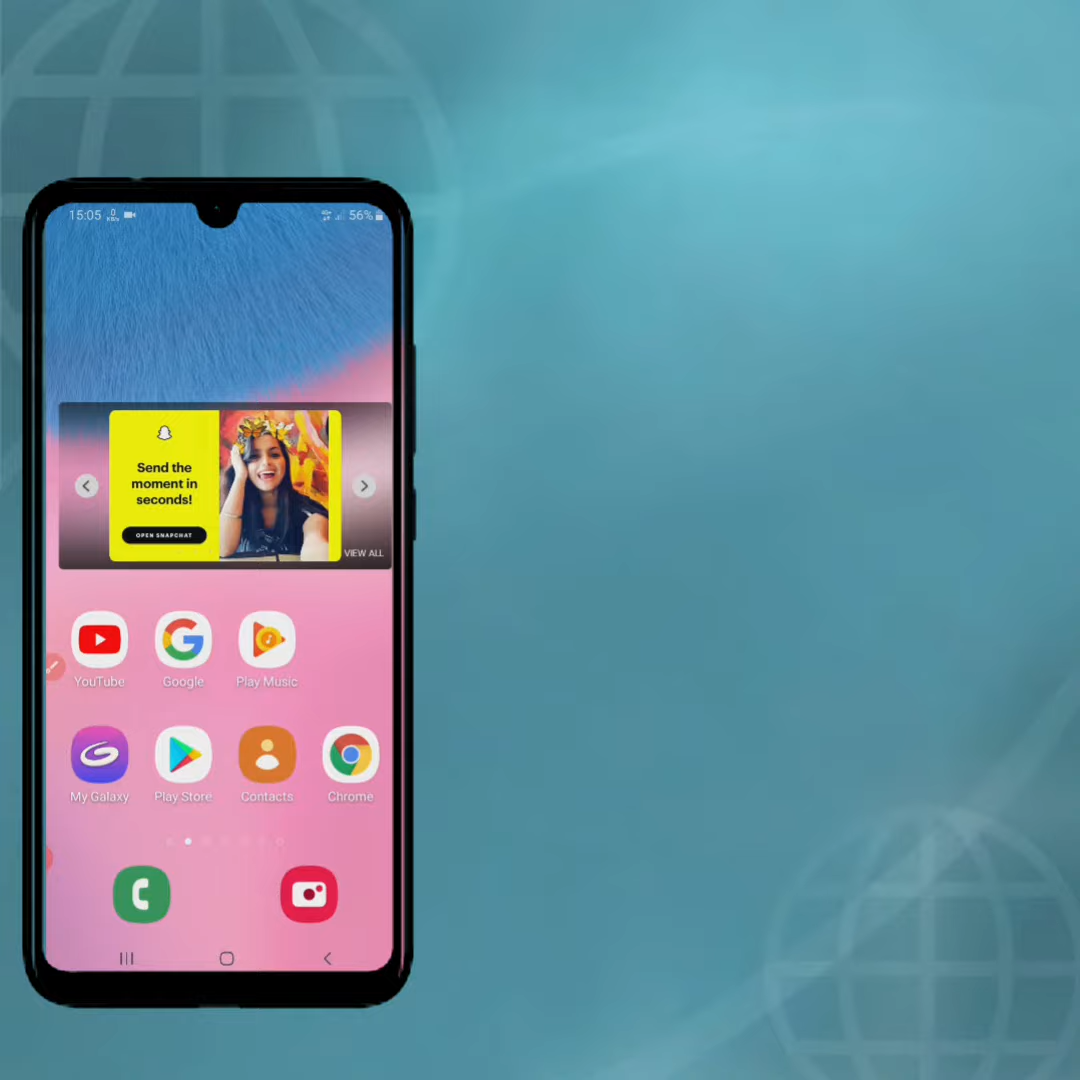 15:05
56%
Send the
moment in
seconds!
OPEN SNAPCHAT
VIEW ALL
YouTube
Google
Play Music
My Galaxy
Play Store
Contacts
Chrome